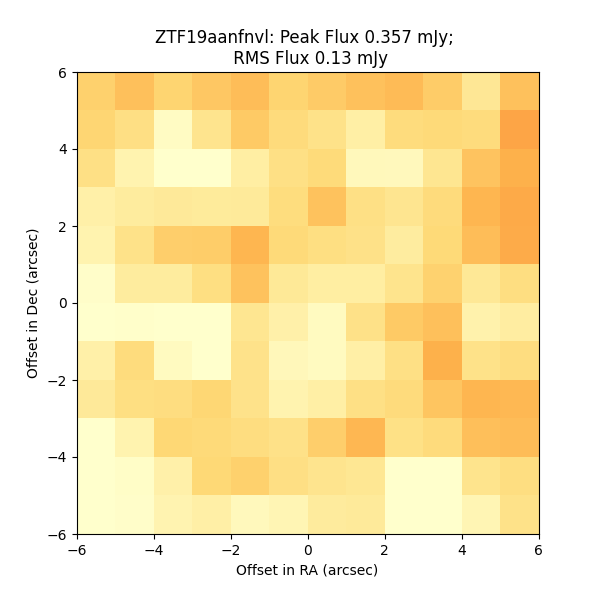 ZTF19aanfnvl: Peak Flux 0.357 mJy;
RMS Flux 0.13 mJy
6
4
2
0
−2
−4
−6
Offset in Dec (arcsec)
−6 −4 −2 0 2 4 6
Offset in RA (arcsec)